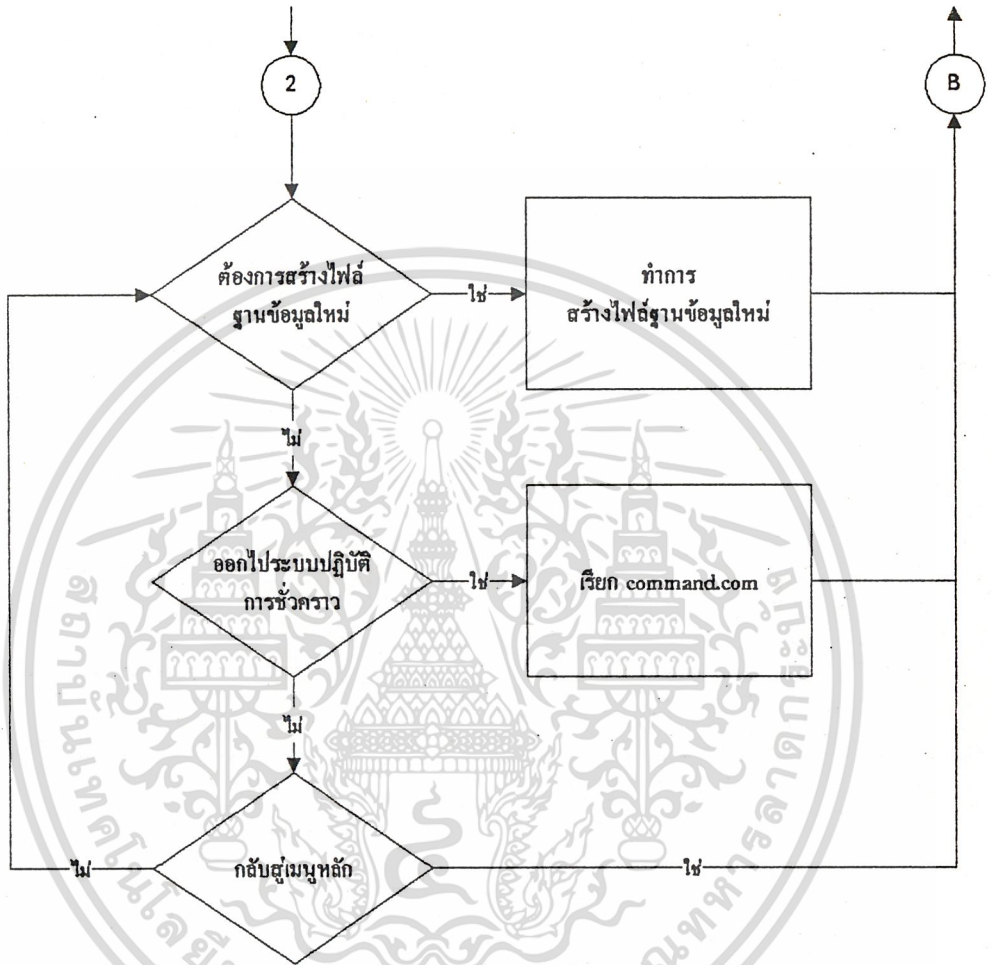 2
B
ต้องการสร้างไฟล์
ฐานข้อมูลใหม่
ใช่
ทำการ
สร้างไฟล์ฐานข้อมูลใหม่
ไม่
ออกไประบบปฏิบัติ
การชั่วคราว
ใช่
เรียก command.com
ไม่
กลับสู่เมนูหลัก
ไม่
ใช่